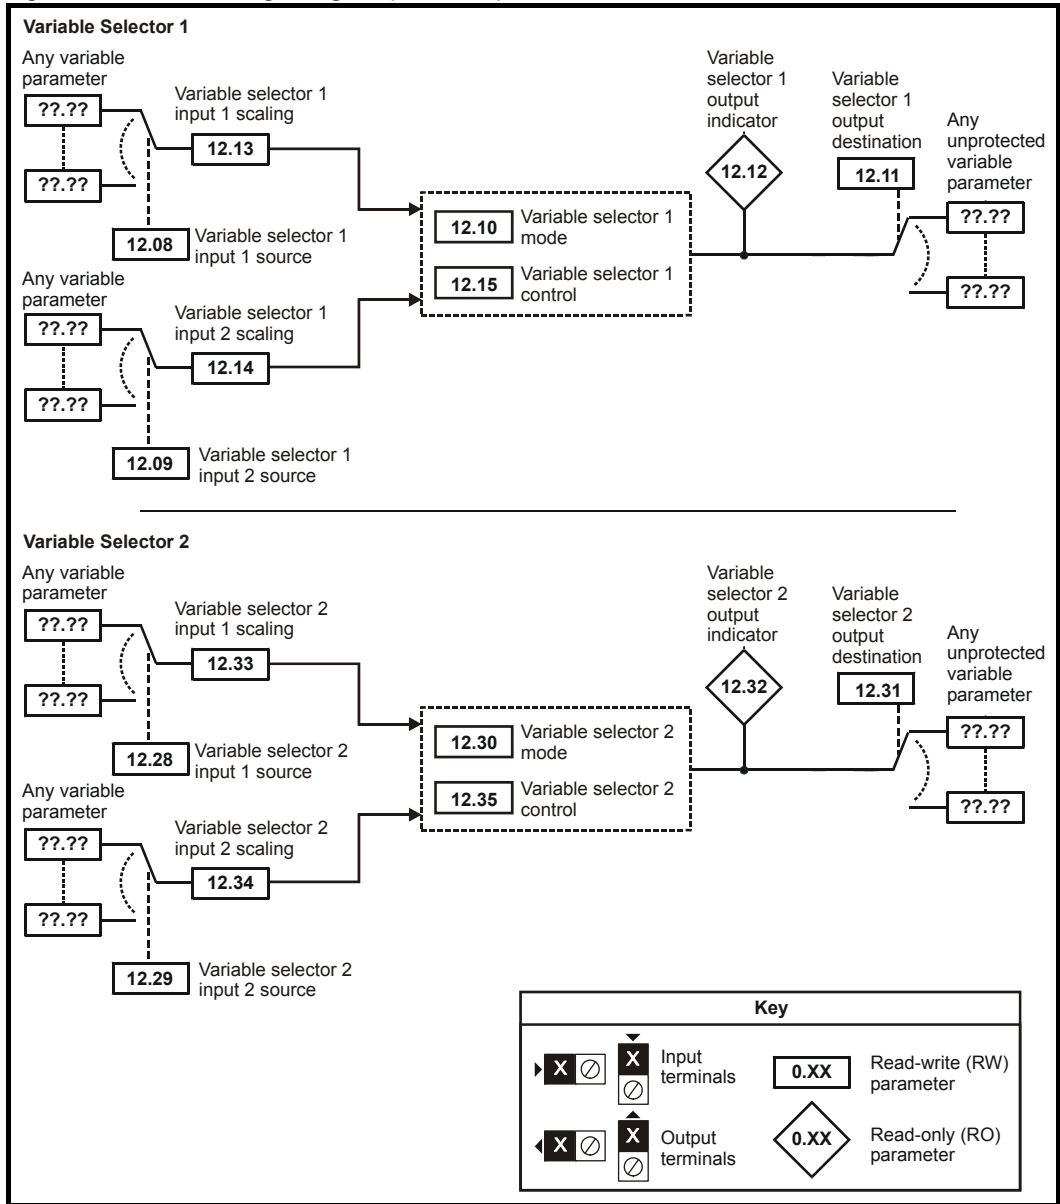 Variable Selector 1
Any variable
parameter
??.??
??.??
Variable selector 1
input 1 scaling
12.13
12.08
Variable selector 1
input 1 source
Any variable
parameter
??.??
??.??
Variable selector 1
input 2 scaling
12.14
12.09
Variable selector 1
input 2 source
12.10
Variable selector 1
mode
12.15
Variable selector 1
control
Variable
selector 1
output
indicator
12.12
Variable
selector 1
output
destination
12.11
Any
unprotected
variable
parameter
??.??
??.??
Variable Selector 2
Any variable
parameter
??.??
??.??
Variable selector 2
input 1 scaling
12.33
12.28
Variable selector 2
input 1 source
Any variable
parameter
??.??
??.??
Variable selector 2
input 2 scaling
12.34
12.29
Variable selector 2
input 2 source
12.30
Variable selector 2
mode
12.35
Variable selector 2
control
Variable
selector 2
output
indicator
12.32
Variable
selector 2
output
destination
12.31
Any
unprotected
variable
parameter
??.??
??.??
Key
X
X
Input
terminals
0.XX
Read-write (RW)
parameter
X
X
Output
terminals
0.XX
Read-only (RO)
parameter